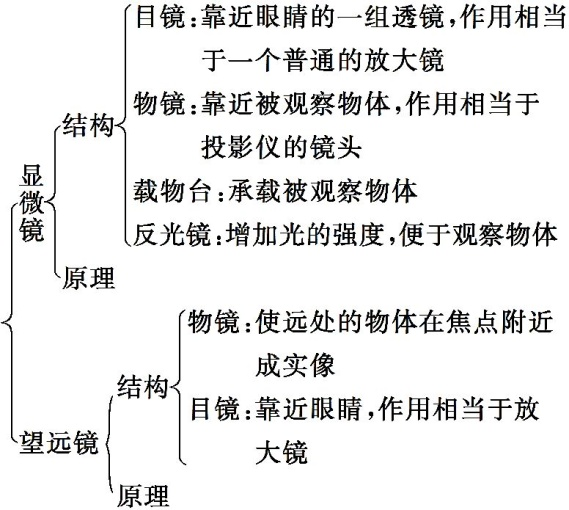 目镜:靠近眼睛的一组透镜,作用相当
于一个普通的放大镜
物镜:靠近被观察物体,作用相当于
投影仪的镜头
结构
载物台:承载被观察物体
反光镜:增加光的强度,便于观察物体
显微镜
原理
物镜:使远处的物体在焦点附近
成实像
结构
目镜:靠近眼睛,作用相当于放
大镜
望远镜
原理